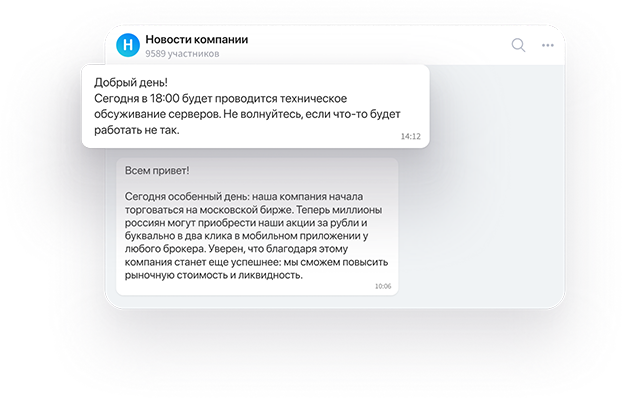 Н
Новости компании
9589 участников
Добрый день!
Сегодня в 18:00 будет проводится техническое
обсуживание серверов. Не волнуйтесь, если что-то будет
работать не так.
14:12
Всем привет!
Сегодня особенный день: наша компания начала
торговаться на московской бирже. Теперь миллионы
россиян могут приобрести наши акции за рубли и
буквально в два клика в мобильном приложении у
любого брокера. Уверен, что благодаря этому
компания станет еще успешнее: мы сможем повысить
рыночную стоимость и ликвидность.
10:06